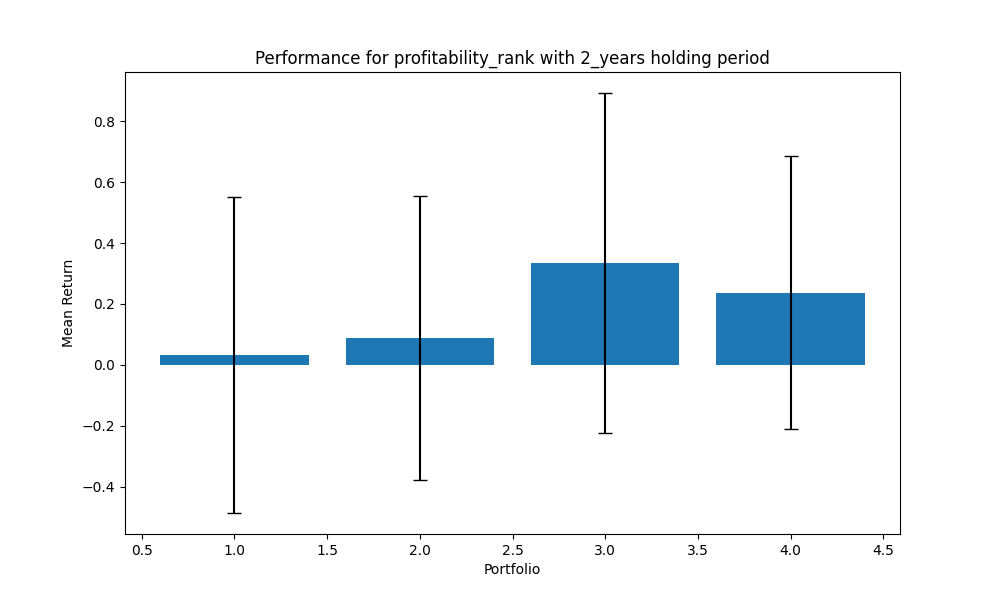 Performance for profitability_rank with 2_years holding period
Mean Return
0.8
0.6
0.4
0.2
0.0
−0.2
−0.4
0.5 1.0 1.5 2.0 2.5 3.0 3.5 4.0 4.5
Portfolio